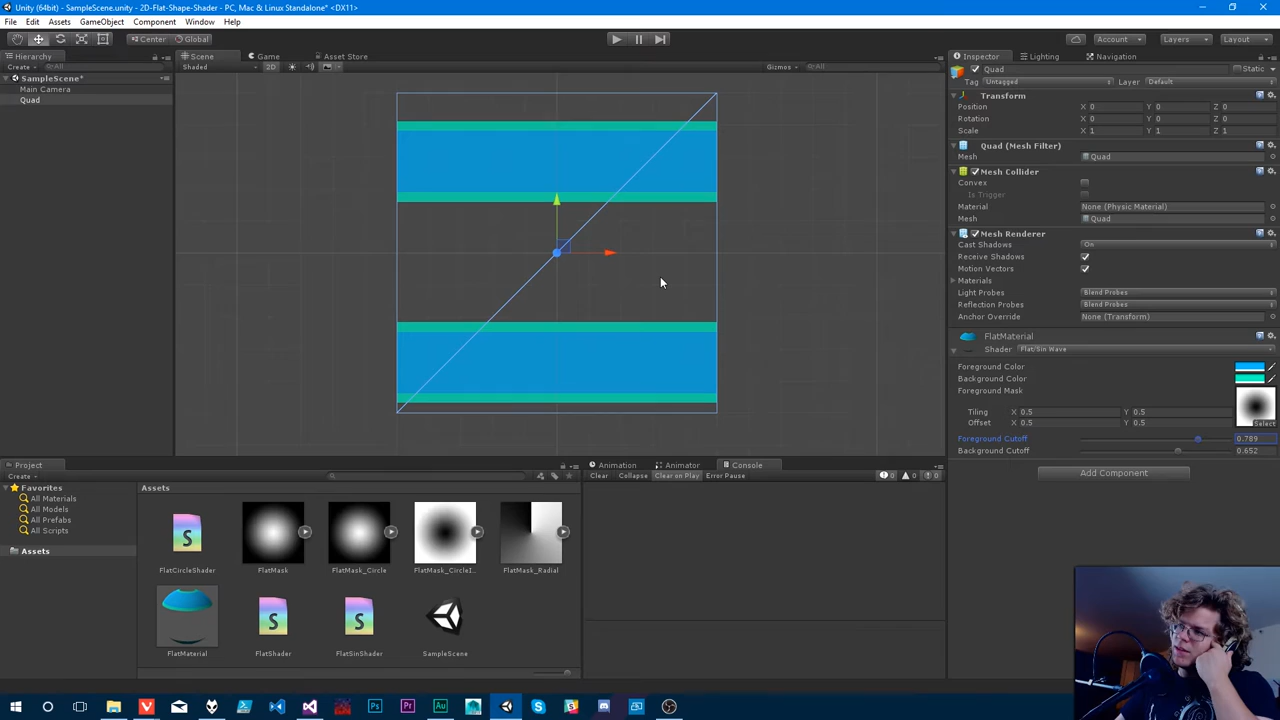 Unity (64bit) - SampleScene.unity - 2D-Flat-Shape-Shader - PC, Mac & Linux Standalone* <DX11>
File Edit Assets GameObject Component Window Help
Center Global Account Layers Layout
Hierarchy Scene Game Asset Store Inspector Lighting Navigation
Create All Shaded 2D Gizmos All Quad Static
SampleScene* Tag Untagged Layer Default
Main Camera Transform
Quad Position X 0 Y 0 Z 0
Rotation X 0 Y 0 Z 0
Scale X 1 Y 1 Z 1
Quad (Mesh Filter)
Mesh Quad
Mesh Collider
Convex
Is Trigger
Material None (Physic Material)
Mesh Quad
Mesh Renderer
Cast Shadows On
Receive Shadows
Motion Vectors
Materials
Light Probes Blend Probes
Reflection Probes Blend Probes
Anchor Override None (Transform)
FlatMaterial
Shader Flat/Sin Wave
Foreground Color
Background Color
Foreground Mask
Tiling X 0.5 Y 0.5
Offset X 0.5 Y 0.5
Select
Foreground Cutoff 0.789
Background Cutoff 0.652
Add Component
Project Animation Animator Console
Create Clear Collapse Clear on Play Error Pause 0 0 0
Favorites Assets
All Materials
All Models
All Prefabs
All Scripts
Assets
FlatCircleShader FlatMask FlatMask_Circle FlatMask_CircleI... FlatMask_Radial
S
FlatMaterial FlatShader FlatSinShader SampleScene
S S
Ps Pr Au S